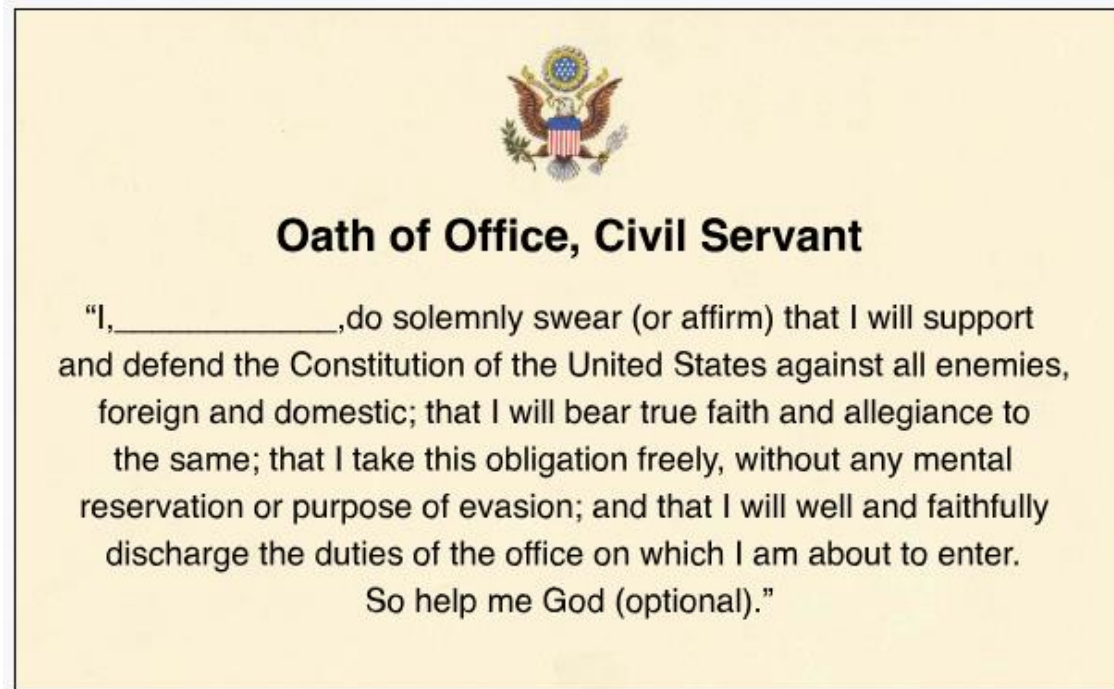 Oath of Office, Civil Servant
“I,_____________,do solemnly swear (or affirm) that I will support
and defend the Constitution of the United States against all enemies,
foreign and domestic; that I will bear true faith and allegiance to
the same; that I take this obligation freely, without any mental
reservation or purpose of evasion; and that I will well and faithfully
discharge the duties of the office on which I am about to enter.
So help me God (optional).”